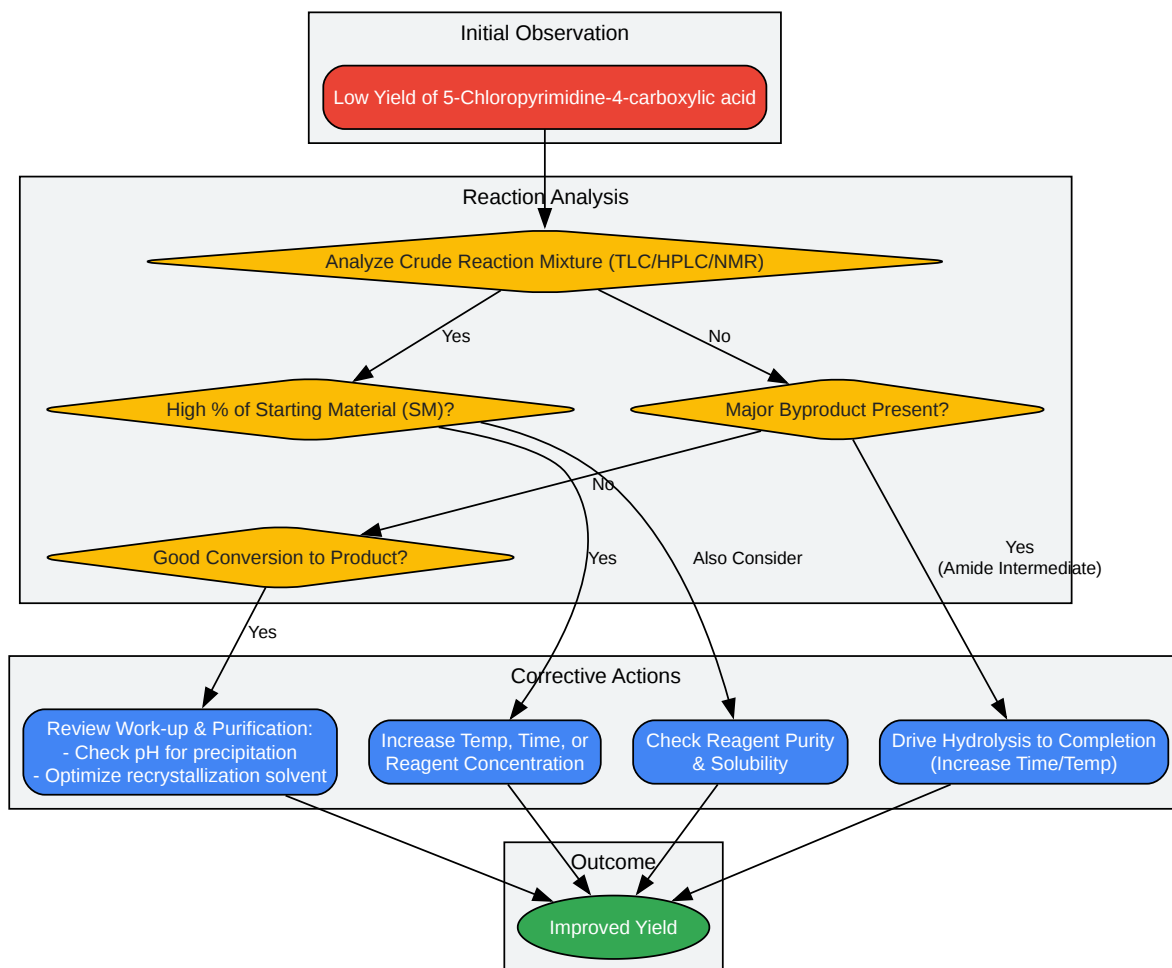 Initial Observation
Low Yield of 5-Chloropyrimidine-4-carboxylic acid
Reaction Analysis
Analyze Crude Reaction Mixture (TLC/HPLC/NMR)
Yes
No
High % of Starting Material (SM)?
Major Byproduct Present?
No
Good Conversion to Product?
Yes
Also Consider
Yes
(Amide Intermediate)
Yes
Corrective Actions
Review Work-up & Purification:
- Check pH for precipitation
- Optimize recrystallization solvent
Increase Temp, Time, or
Reagent Concentration
Check Reagent Purity
& Solubility
Drive Hydrolysis to Completion
(Increase Time/Temp)
Outcome
Improved Yield